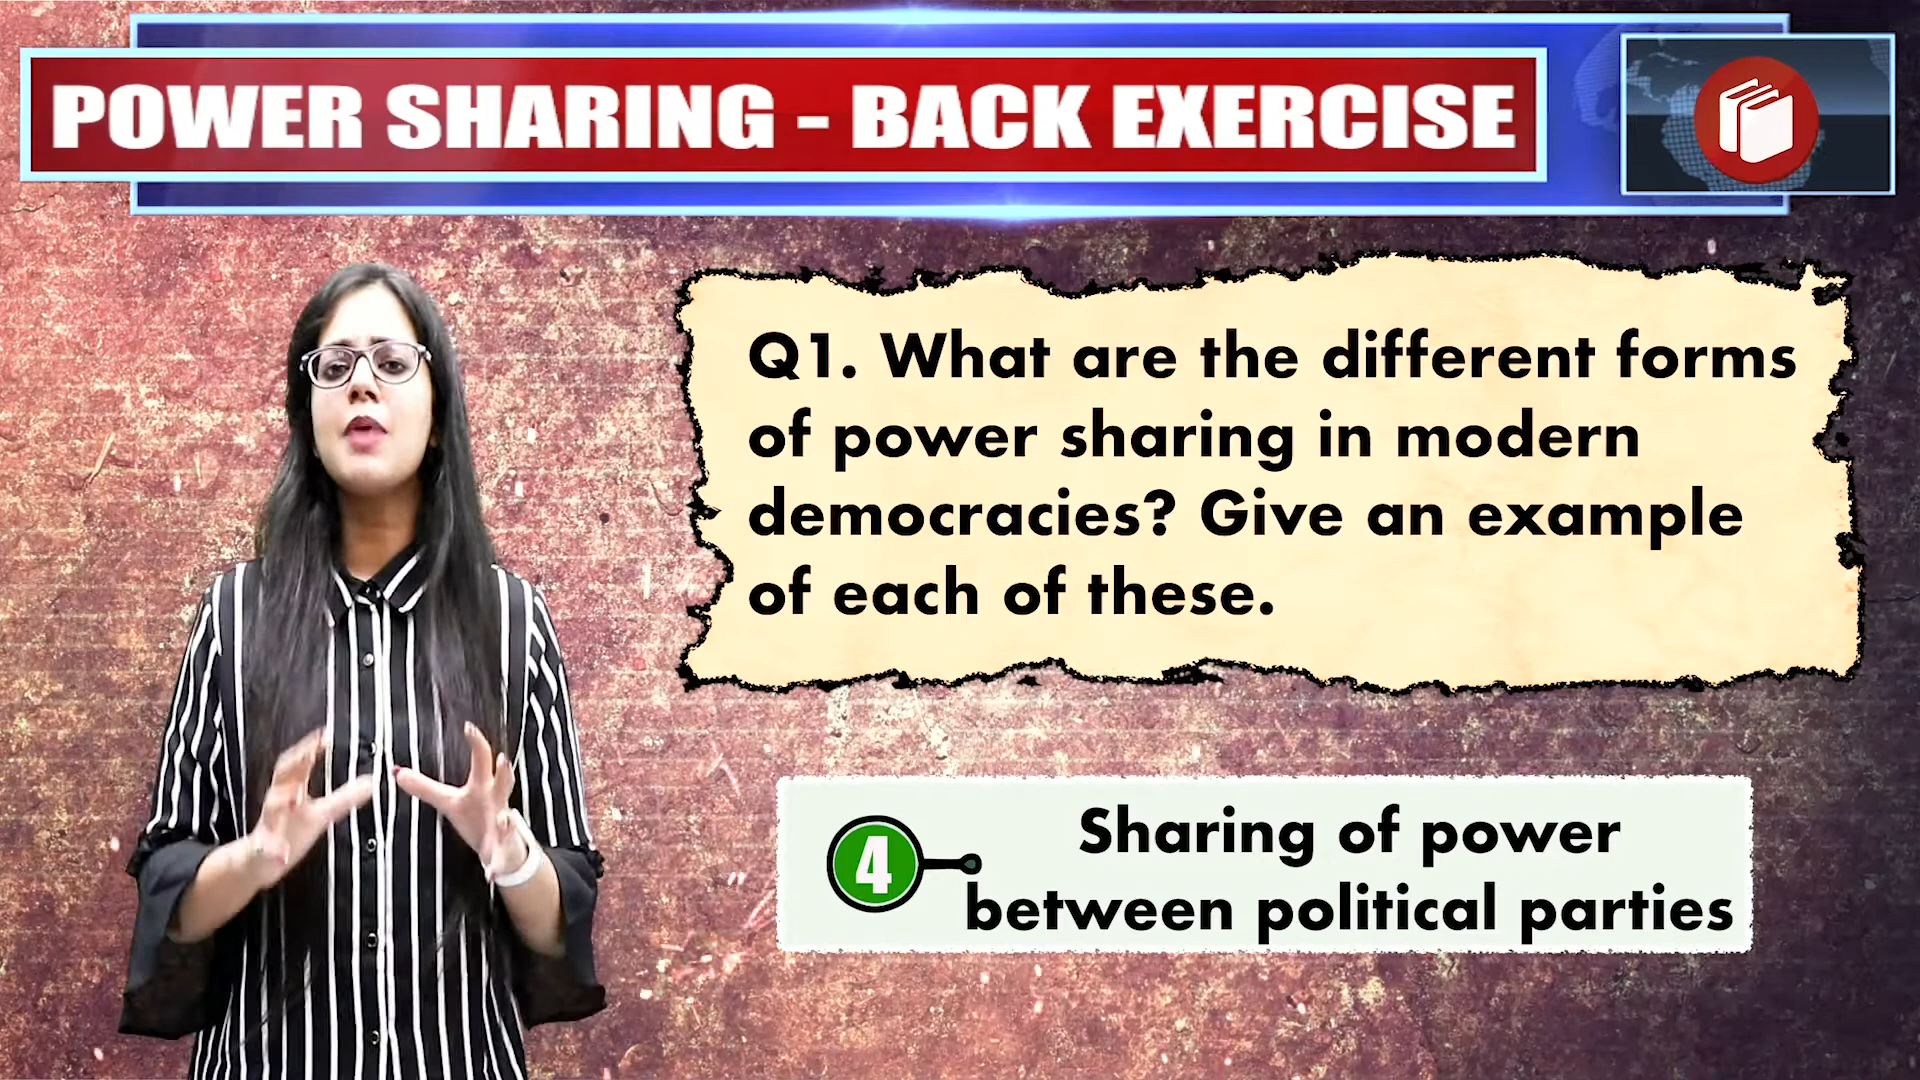 POWER SHARING - BACK EXERCISE
Q1. What are the different forms
of power sharing in modern
democracies? Give an example
of each of these.
4
Sharing of power
between political parties